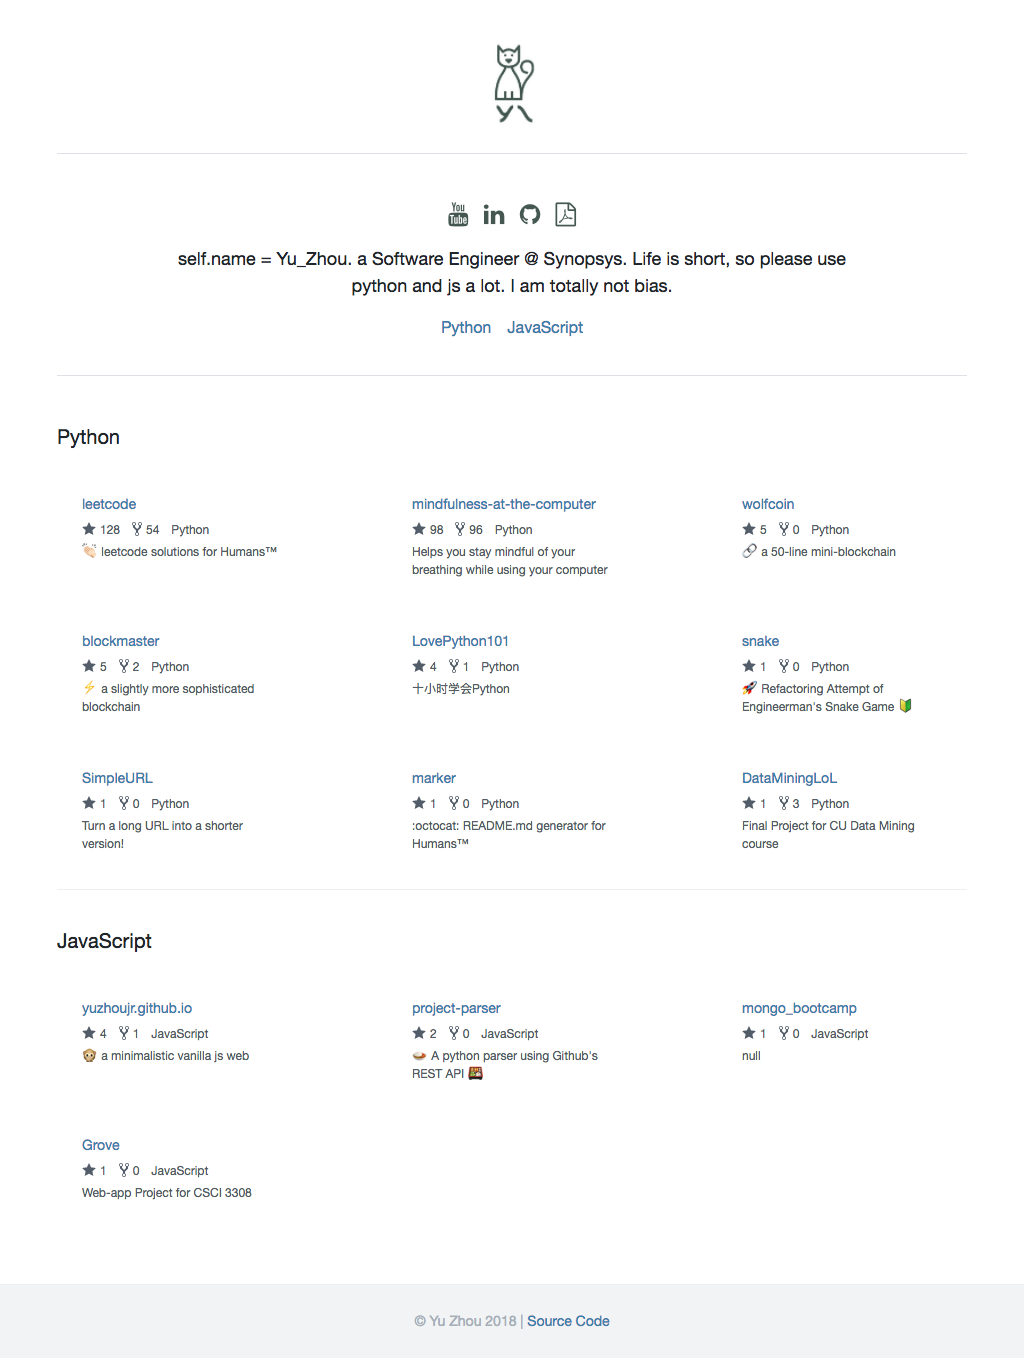 You
Tube
self.name = Yu_Zhou. a Software Engineer @ Synopsys. Life is short, so please use
python and js a lot. I am totally not bias.
Python JavaScript
Python
leetcode
128 54 Python
👏🏻 leetcode solutions for Humans™
mindfulness-at-the-computer
98 96 Python
Helps you stay mindful of your
breathing while using your computer
wolfcoin
5 0 Python
🔗 a 50-line mini-blockchain
blockmaster
5 2 Python
⚡ a slightly more sophisticated
blockchain
LovePython101
4 1 Python
十小时学会Python
snake
1 0 Python
🚀 Refactoring Attempt of
Engineerman's Snake Game 🔰
SimpleURL
1 0 Python
Turn a long URL into a shorter
version!
marker
1 0 Python
:octocat: README.md generator for
Humans™
DataMiningLoL
1 3 Python
Final Project for CU Data Mining
course
JavaScript
yuzhoujr.github.io
4 1 JavaScript
🐵 a minimalistic vanilla js web
project-parser
2 0 JavaScript
🥧 A python parser using Github's
REST API 🍱
mongo_bootcamp
1 0 JavaScript
null
Grove
1 0 JavaScript
Web-app Project for CSCI 3308
© Yu Zhou 2018 | Source Code